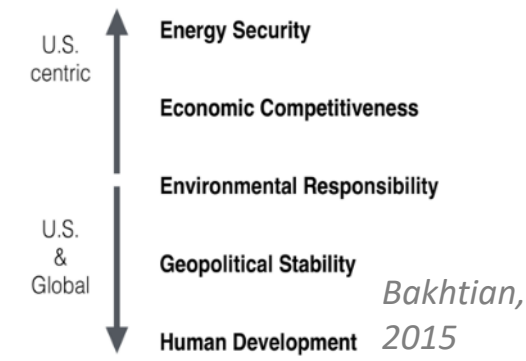 U.S.
centric
Energy Security
Economic Competitiveness
Environmental Responsibility
U.S.
&
Global
Geopolitical Stability
Human Development
Bakhtian,
2015